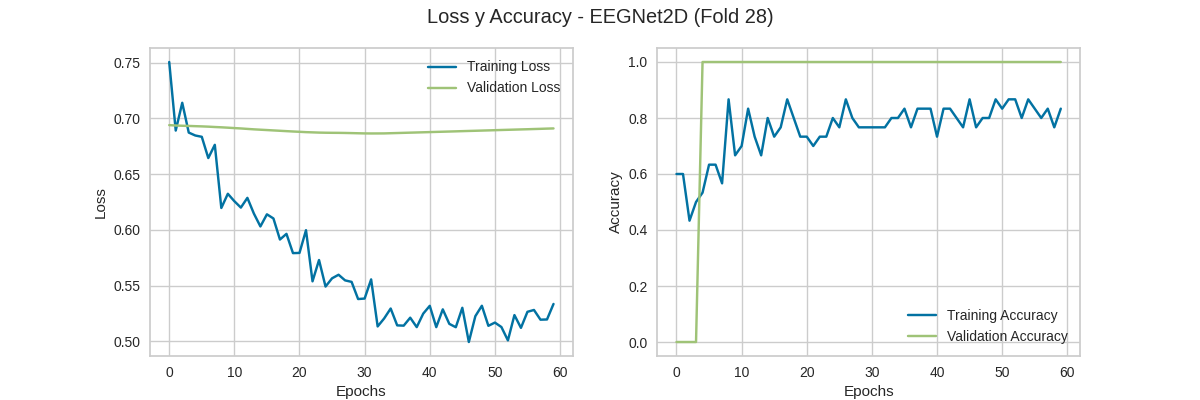 Loss y Accuracy - EEGNet2D (Fold 28)
0.75
0.70
0.65
0.60
0.55
0.50
Loss
0 10 20 30 40 50 60
Epochs
Training Loss
Validation Loss
1.0
0.8
0.6
0.4
0.2
0.0
Accuracy
0 10 20 30 40 50 60
Epochs
Training Accuracy
Validation Accuracy